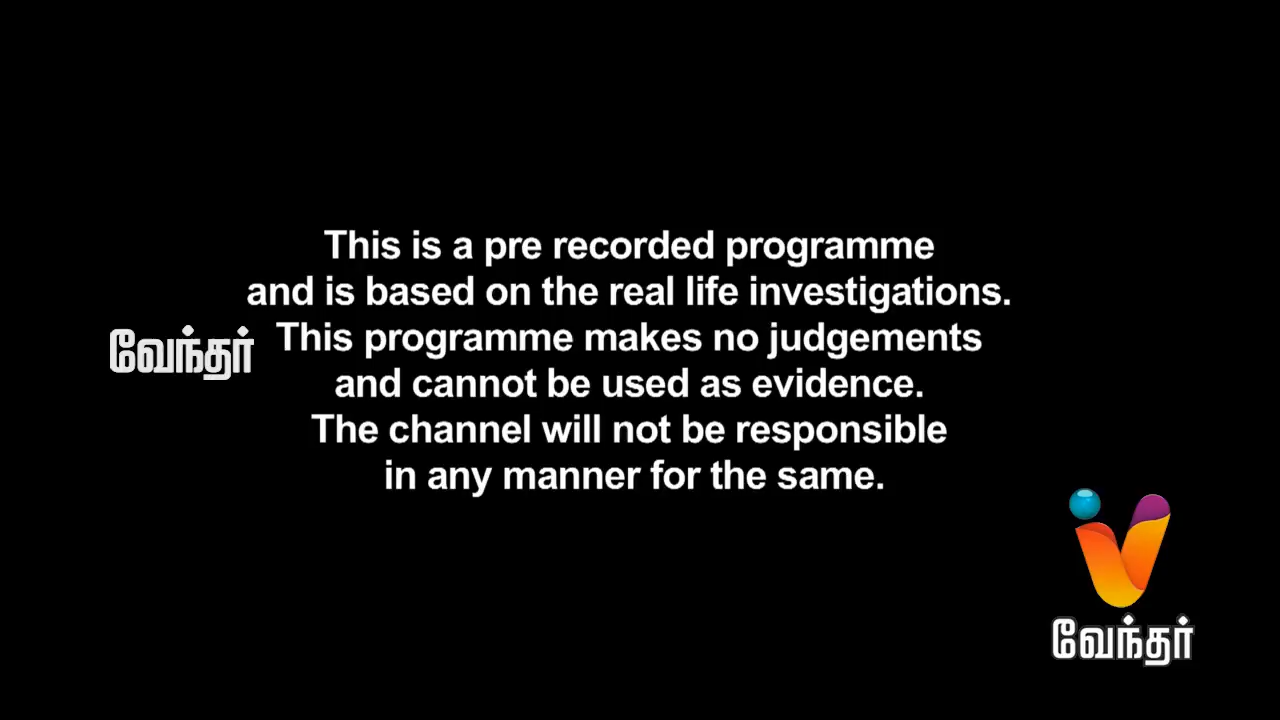 This is a pre recorded programme
and is based on the real life investigations.
வேந்தர்
This programme makes no judgements
and cannot be used as evidence.
The channel will not be responsible
in any manner for the same.
வேந்தர்